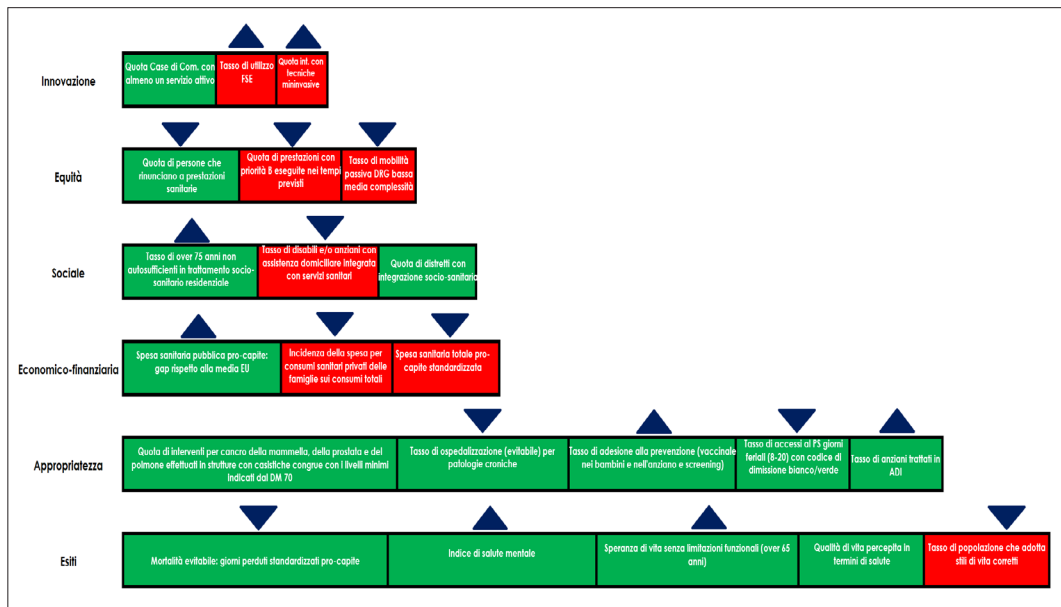 Innovazione
Quota Case di Com. con
almeno un servizio attivo
Tasso di utilizzo
FSE
Quota int. con
tecniche
mininvasive
Equità
Quota di persone che
rinunciano a prestazioni
sanitarie
Quota di prestazioni con
priorità B eseguite nei tempi
previsti
Tasso di mobilità
passiva DRG bassa
media complessità
Sociale
Tasso di over 75 anni non
autosufficienti in trattamento socio-
sanitario residenziale
Tasso di disabili e/o anziani con
assistenza domiciliare integrata
con servizi sanitari
Quota di distretti con
integrazione socio-sanitaria
Economico-finanziaria
Spesa sanitaria pubblica pro-capite:
gap rispetto alla media EU
Incidenza della spesa per
consumi sanitari privati delle
famiglie sui consumi totali
Spesa sanitaria totale pro-
capite standardizzata
Appropriatezza
Quota di interventi per cancro della mammella, della prostata e del
polmone effettuati in strutture con casistiche congrue con i livelli minimi
indicati dal DM 70
Tasso di ospedalizzazione (evitabile) per
patologie croniche
Tasso di adesione alla prevenzione (vaccinale
nei bambini e nell'anziano e screening)
Tasso di accessi al PS giorni
feriali (8-20) con codice di
dimissione bianco/verde
Tasso di anziani trattati in
ADI
Esiti
Mortalità evitabile: giorni perduti standardizzati pro-capite
Indice di salute mentale
Speranza di vita senza limitazioni funzionali (over 65
anni)
Qualità di vita percepita in
termini di salute
Tasso di popolazione che adotta
stili di vita corretti